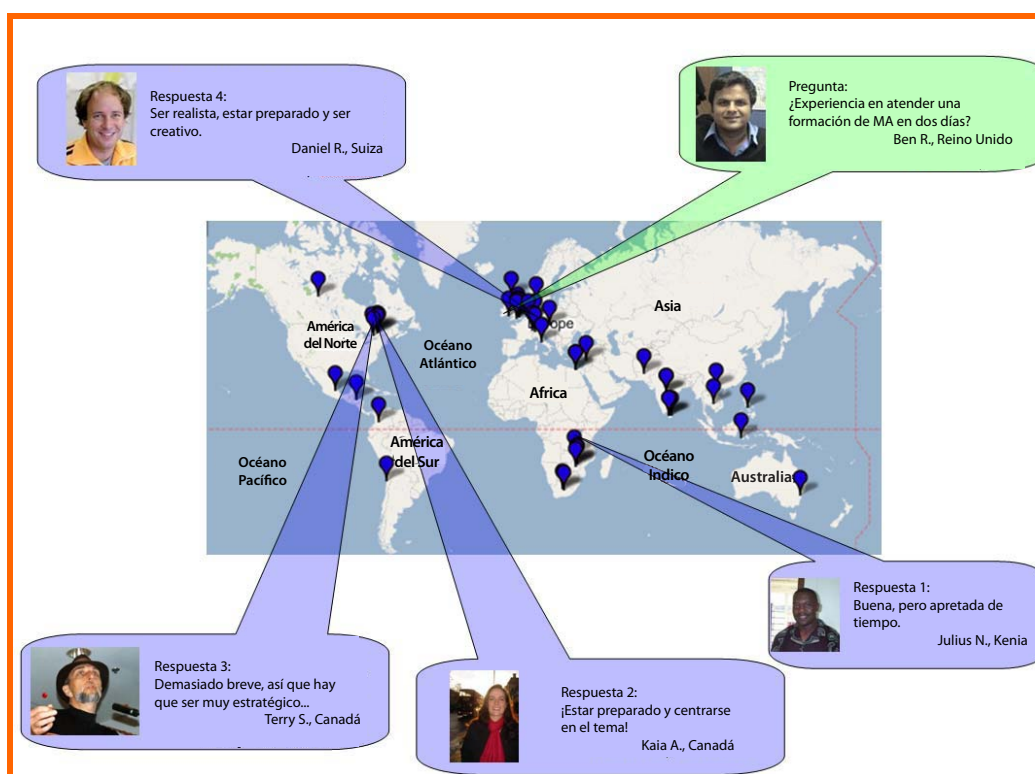 Respuesta 4:
Ser realista, estar preparado y ser
creativo.
Daniel R., Suiza
Pregunta:
¿Experiencia en atender una
formación de MA en dos días?
Ben R., Reino Unido
Asia
Europe
América
del Norte
Océano
Atlántico
Africa
América
del Sur
Océano
Pacífico
Océano
Indico
Australia
Respuesta 1:
Buena, pero apretada de
tiempo.
Julius N., Kenia
Respuesta 3:
Demasiado breve, así que hay
que ser muy estratégico...
Terry S., Canadá
Respuesta 2:
¡Estar preparado y centrarse
en el tema!
Kaia A., Canadá